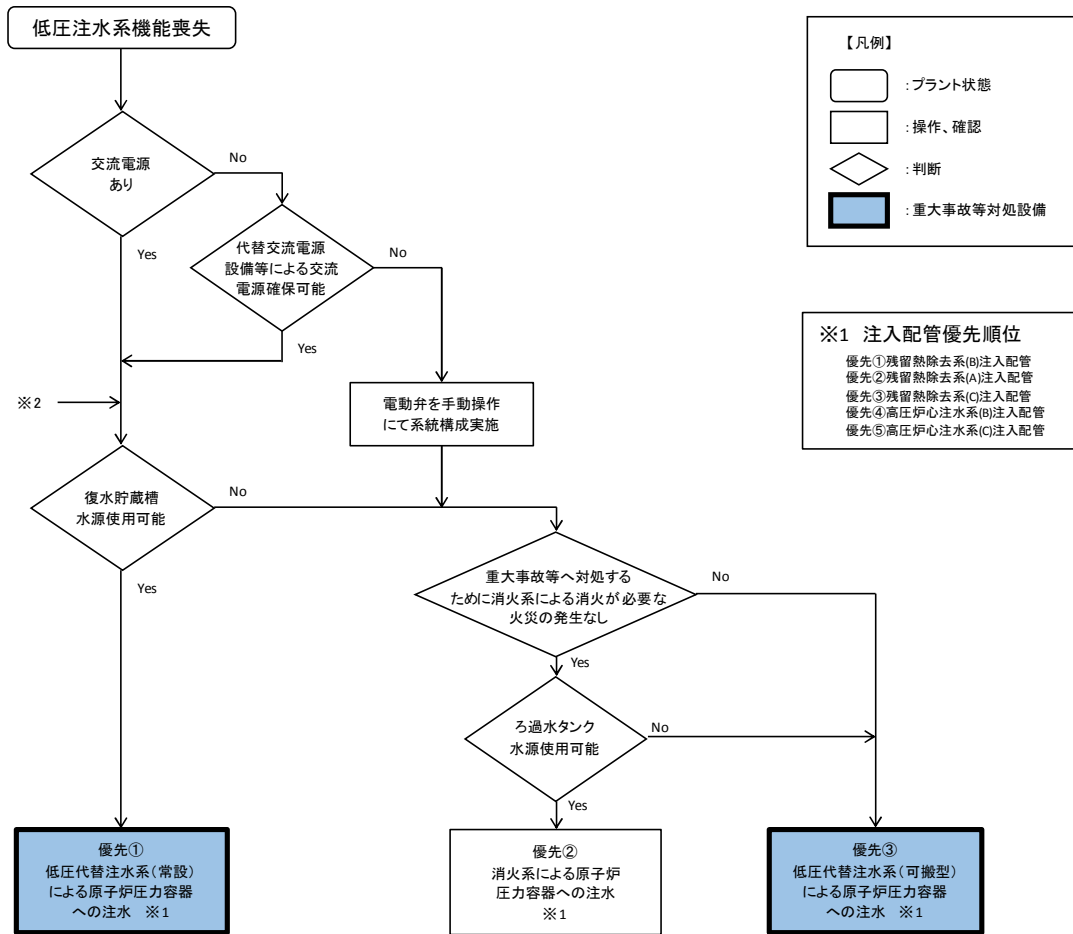 低圧注水系機能喪失
交流電源
あり
No
Yes
代替交流電源
設備等による交流
電源確保可能
No
Yes
※2
電動弁を手動操作
にて系統構成実施
復水貯蔵槽
水源使用可能
No
Yes
重大事故等へ対処する
ために消火系による消火が必要な
火災の発生なし
No
Yes
ろ過水タンク
水源使用可能
No
Yes
優先①
低圧代替注水系(常設)
による原子炉圧力容器
への注水 ※1
優先②
消火系による原子炉
圧力容器への注水
※1
優先③
低圧代替注水系(可搬型)
による原子炉圧力容器
への注水 ※1
【凡例】
:プラント状態
:操作、確認
:判断
:重大事故等対処設備
※1 注入配管優先順位
優先①残留熱除去系(B)注入配管
優先②残留熱除去系(A)注入配管
優先③残留熱除去系(C)注入配管
優先④高圧炉心注水系(B)注入配管
優先⑤高圧炉心注水系(C)注入配管